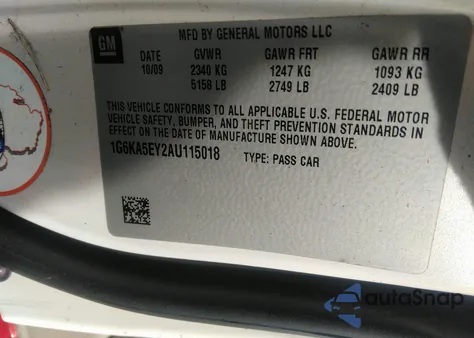 GM
MFD BY GENERAL MOTORS LLC
DATE GVWR GAWR FRT GAWR RR
10/09 2340 KG 1247 KG 1093 KG
5158 LB 2749 LB 2409 LB
THIS VEHICLE CONFORMS TO ALL APPLICABLE U.S. FEDERAL MOTOR
VEHICLE SAFETY, BUMPER, AND THEFT PREVENTION STANDARDS IN
EFFECT ON THE DATE OF MANUFACTURE SHOWN ABOVE.
1G6KA5EY2AU115018 TYPE: PASS CAR
autoSnap